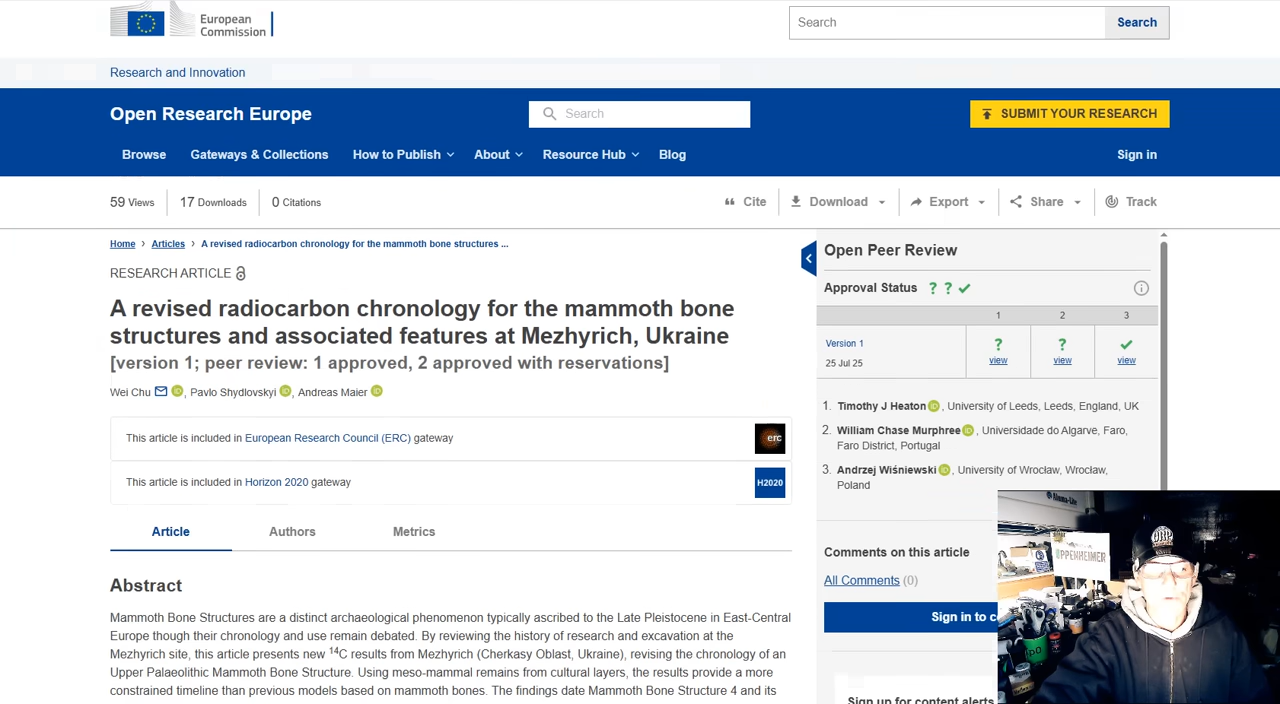 European
Commission
Search
Search
Research and Innovation
Open Research Europe
Search
SUBMIT YOUR RESEARCH
Browse
Gateways & Collections
How to Publish
About
Resource Hub
Blog
Sign in
59 Views
17 Downloads
0 Citations
Cite
Download
Export
Share
Track
Home › Articles › A revised radiocarbon chronology for the mammoth bone structures ...
RESEARCH ARTICLE
A revised radiocarbon chronology for the mammoth bone
structures and associated features at Mezhyrich, Ukraine
[version 1; peer review: 1 approved, 2 approved with reservations]
Wei Chu, Pavlo Shydlovskyi, Andreas Maier
This article is included in European Research Council (ERC) gateway
erc
This article is included in Horizon 2020 gateway
H2020
Article
Authors
Metrics
Abstract
Mammoth Bone Structures are a distinct archaeological phenomenon typically ascribed to the Late Pleistocene in East-Central
Europe though their chronology and use remain debated. By reviewing the history of research and excavation at the
Mezhyrich site, this article presents new 14C results from Mezhyrich (Cherkasy Oblast, Ukraine), revising the chronology of an
Upper Palaeolithic Mammoth Bone Structure. Using meso-mammal remains from cultural layers, the results provide a more
constrained timeline than previous models based on mammoth bones. The findings date Mammoth Bone Structure 4 and its
Open Peer Review
Approval Status ? ? ✓
1 2 3
Version 1
25 Jul 25
? ? ✓
view view view
1. Timothy J Heaton, University of Leeds, Leeds, England, UK
2. William Chase Murphree, Universidade do Algarve, Faro,
Faro District, Portugal
3. Andrzej Wiśniewski, University of Wrocław, Wrocław,
Poland
Comments on this article
All Comments (0)
Sign in to c
Sign up for content alerts
OPPENHEIMER